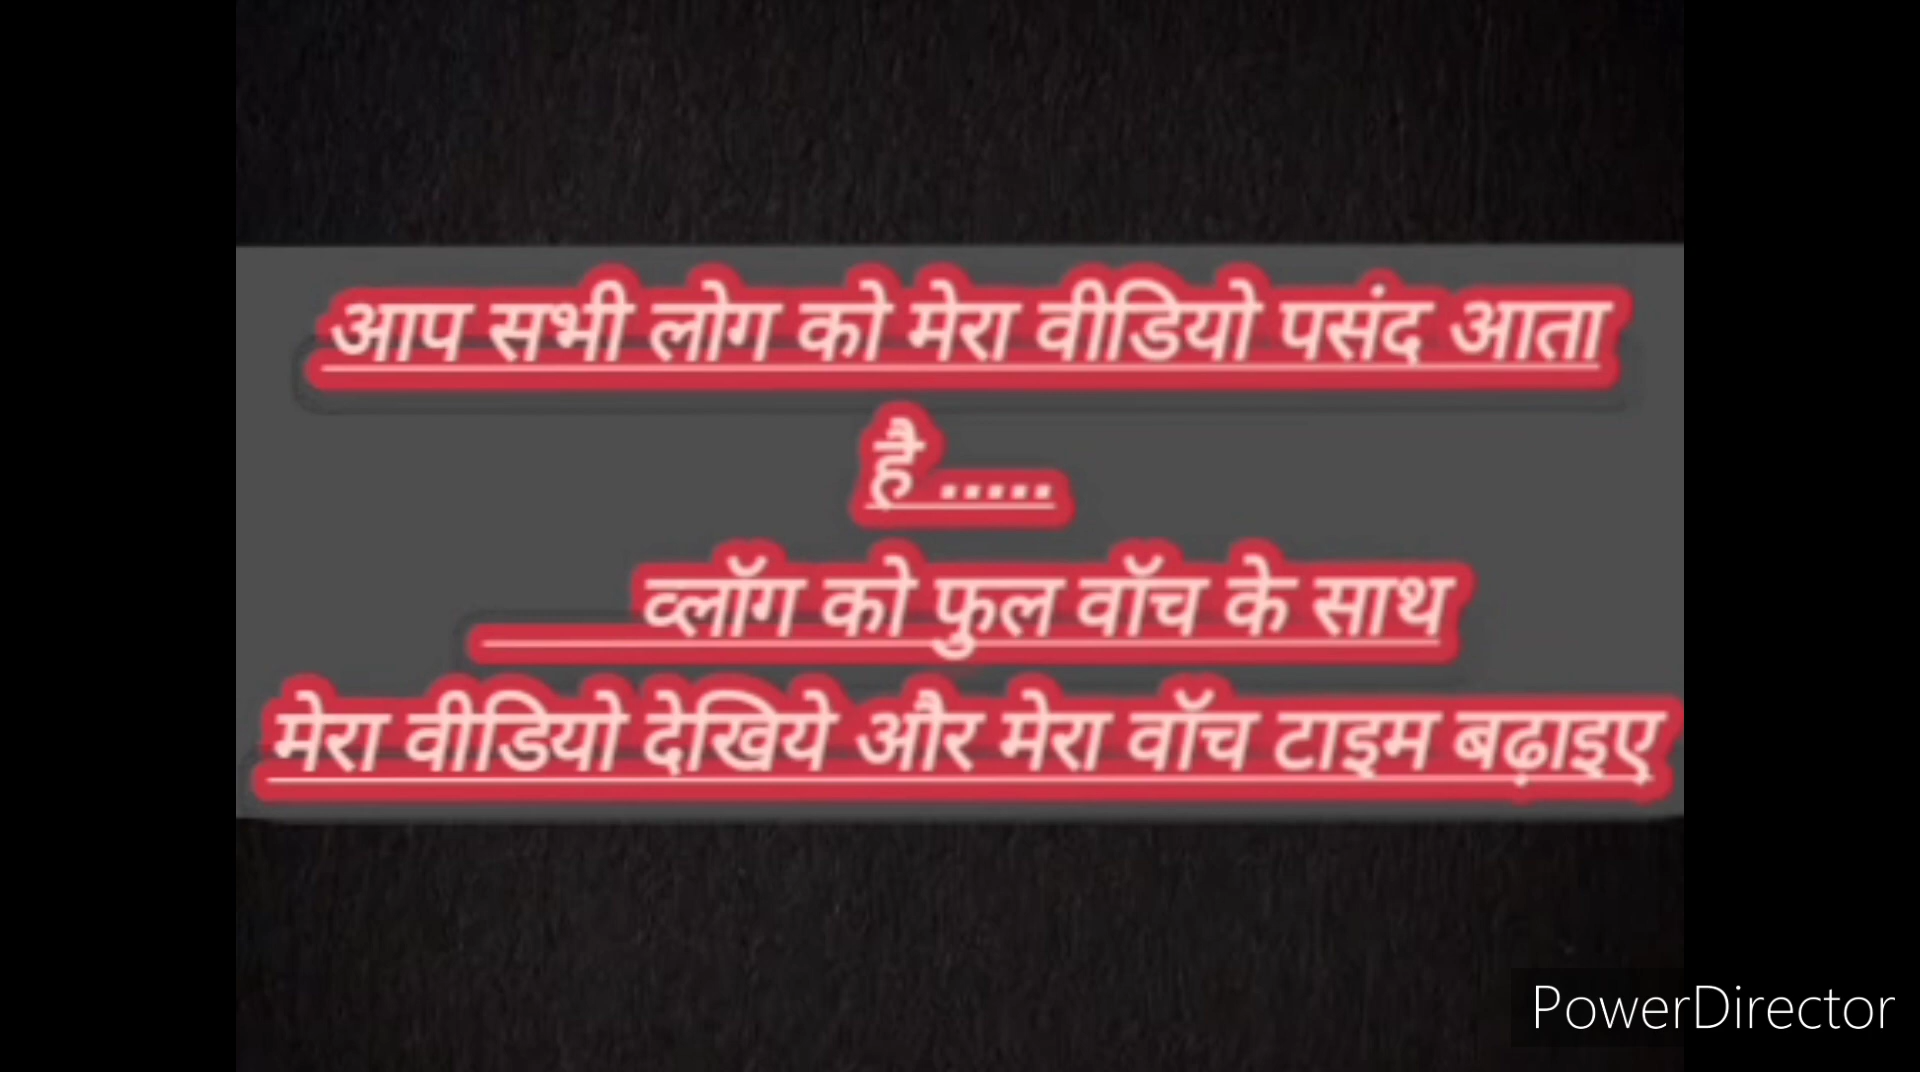 आप सभी लोग को मेरा वीडियो पसंद आता
है .....
व्लॉग को फुल वॉच के साथ
मेरा वीडियो देखिये और मेरा वॉच टाइम बढ़ाइए
PowerDirector